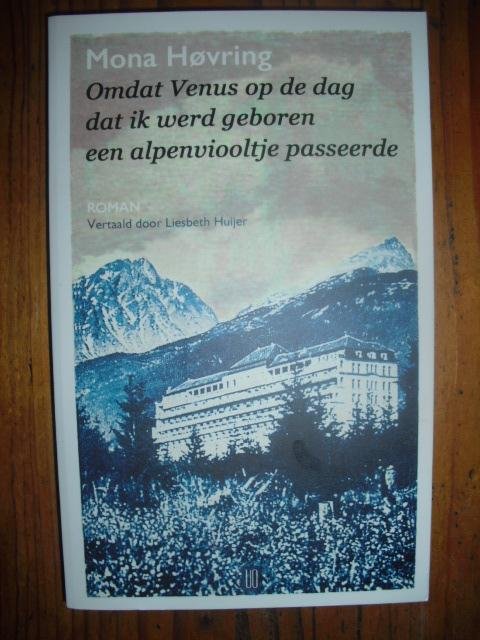 Mona Høvring
Omdat Venus op de dag
dat ik werd geboren
een alpenviooltje passeerde
ROMAN
Vertaald door Liesbeth Huijer
UO